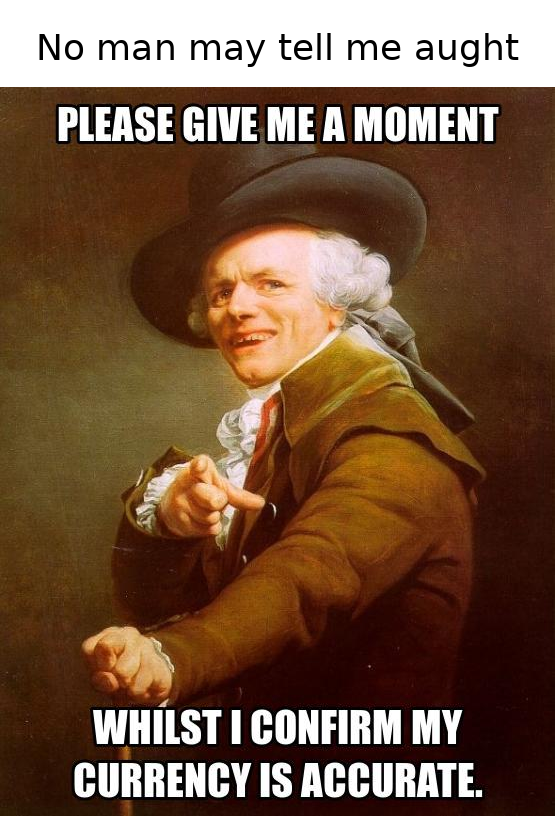 No man may tell me aught
PLEASE GIVE ME A MOMENT
WHILST I CONFIRM MY
CURRENCY IS ACCURATE.